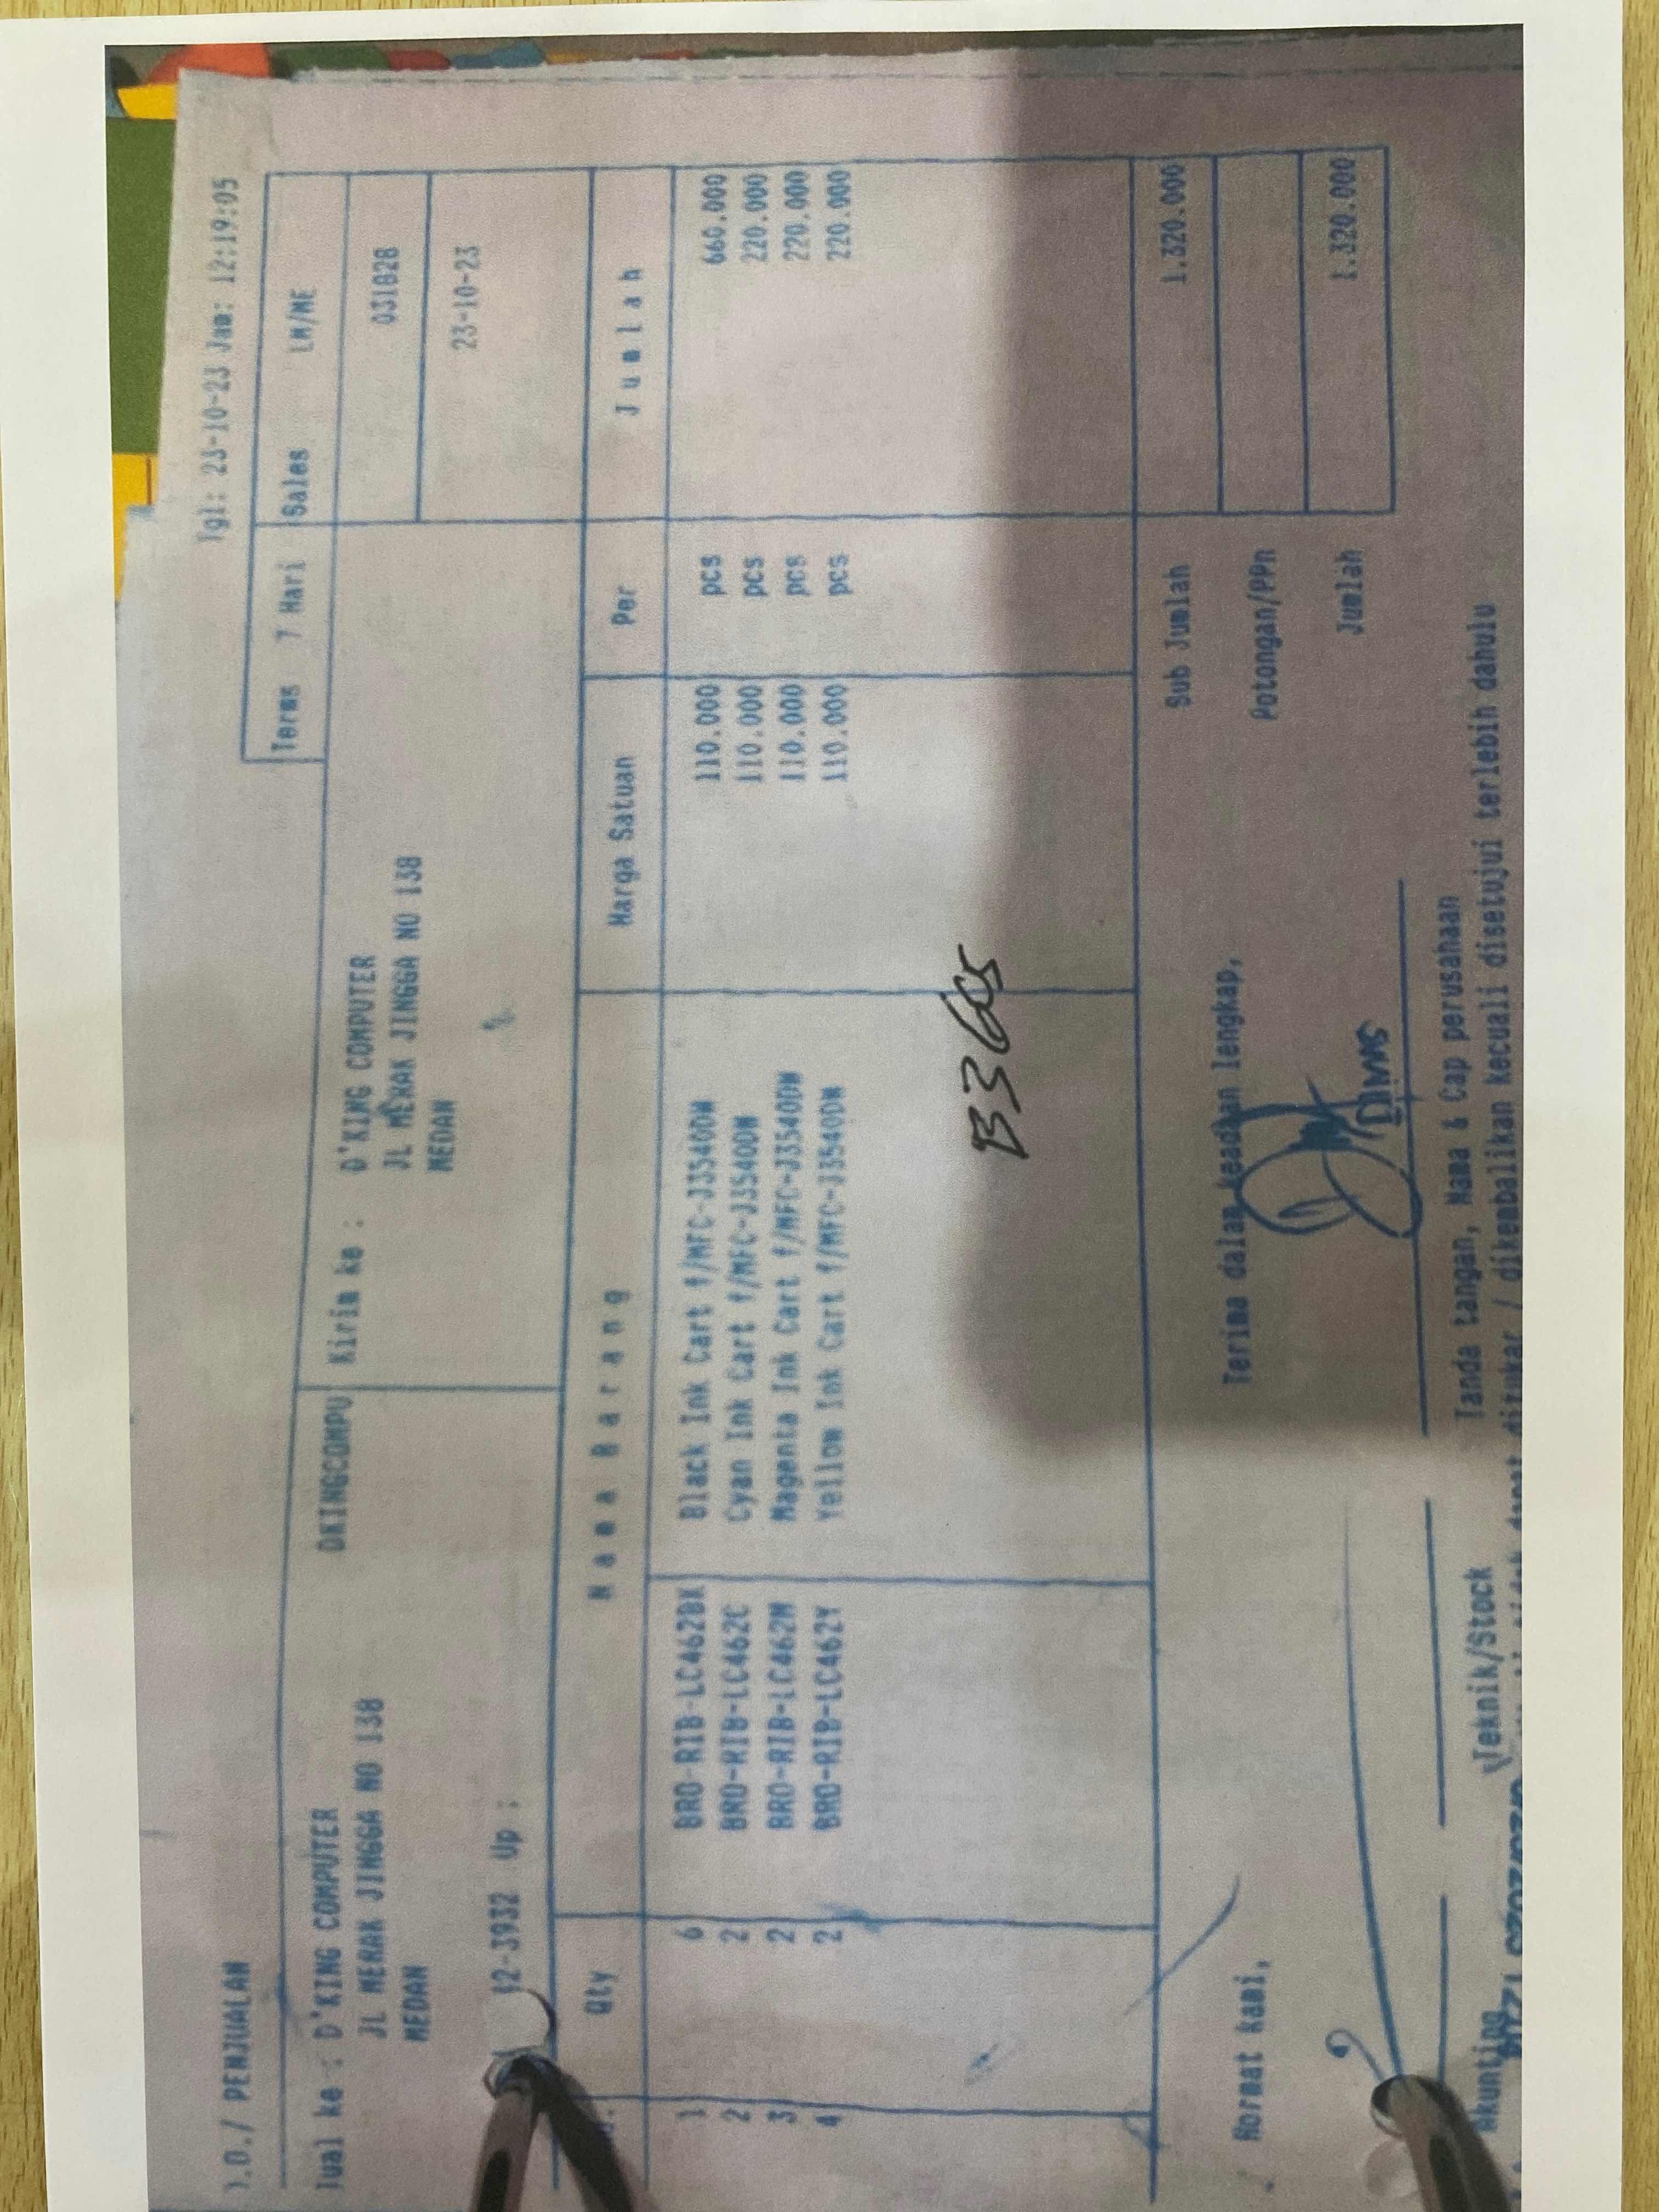 Tgl: 23-10-23 Jam: 12:19:05
D.O./ PENJUALAN
Terms 7 Hari Sales LM/ME
Jual ke : D'KING COMPUTER DKINGCOMPU Kirim ke : D'KING COMPUTER 031828
JL MERAK JINGGA NO 138 JL MERAK JINGGA NO 138
MEDAN MEDAN 23-10-23
12-3932 Up :
Qty Nama Barang Harga Satuan Per Jumlah
1 6 BRO-RIB-LC462BK Black Ink Cart f/MFC-J3540DW 110.000 pcs 660.000
2 2 BRO-RIB-LC462C Cyan Ink Cart f/MFC-J3540DW 110.000 pcs 220.000
3 2 BRO-RIB-LC462M Magenta Ink Cart f/MFC-J3540DW 110.000 pcs 220.000
4 2 BRO-RIB-LC462Y Yellow Ink Cart f/MFC-J3540DW 110.000 pcs 220.000
B3605
Sub Jumlah 1.320.000
Hormat kami, Terima dalam keadaan lengkap,
Potongan/PPn
Jumlah 1.320.000
DIMAS
Akunting Teknik/Stock Tanda tangan, Nama & Cap perusahaan
ditukar / dikembalikan kecuali disetujui terlebih dahulu